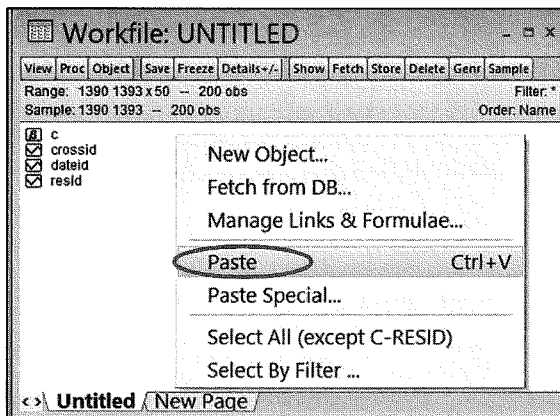 Workfile: UNTITLED
View Proc Object Save Freeze Details+/- Show Fetch Store Delete Genr Sample
Range: 1390 1393 x 50 -- 200 obs Filter: *
Sample: 1390 1393 -- 200 obs Order: Name
c
crossid
dateid
resid
New Object...
Fetch from DB...
Manage Links & Formulae...
Paste Ctrl+V
Paste Special...
Select All (except C-RESID)
Select By Filter ...
Untitled New Page